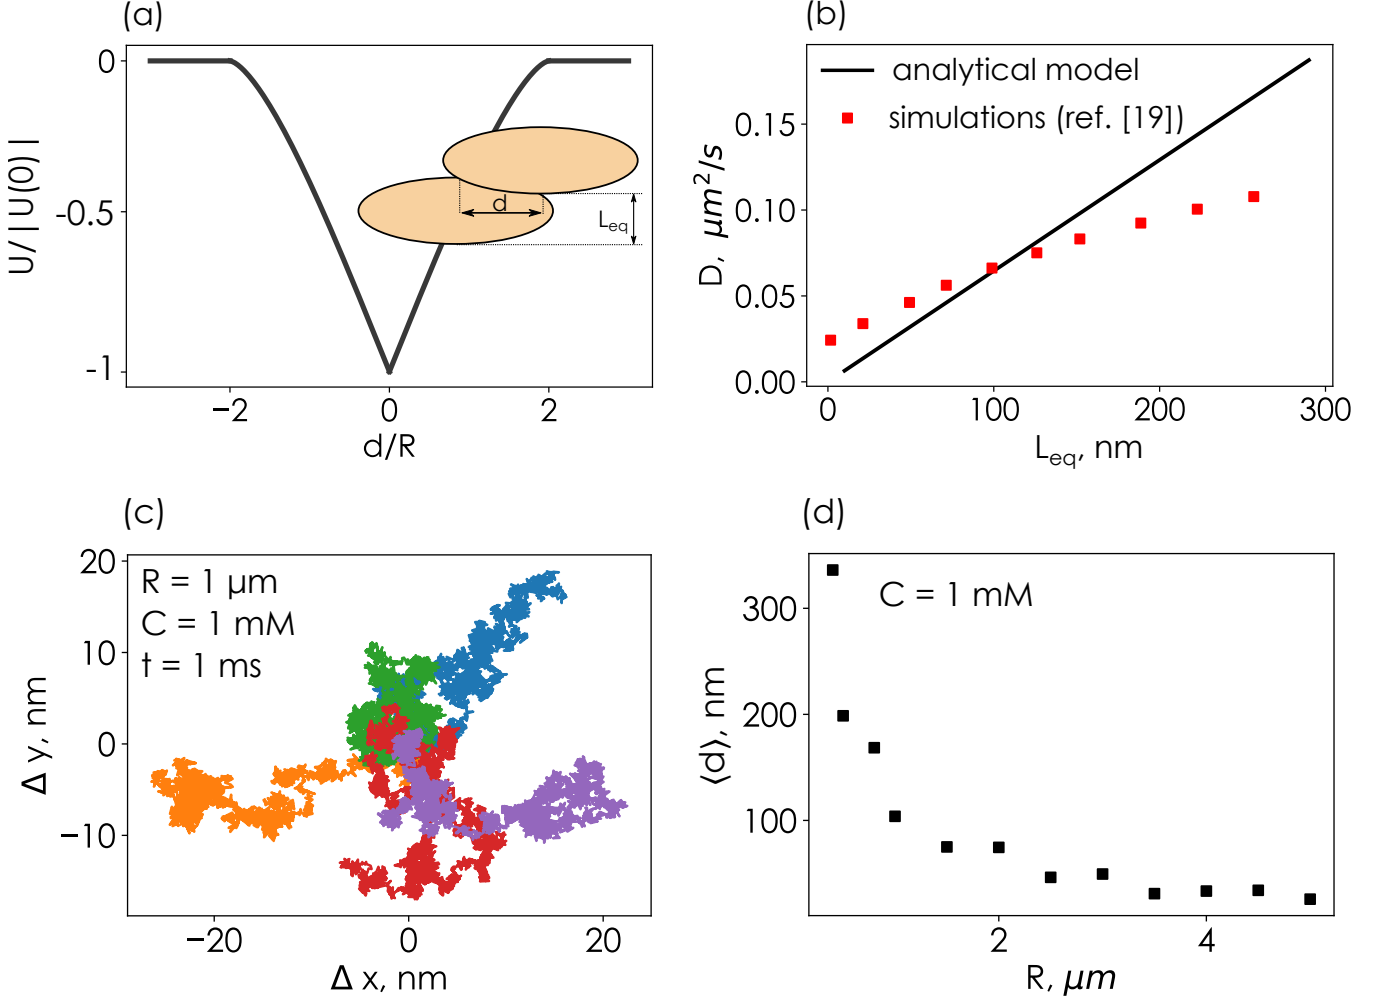 (a)
0
-0.5
-1
U/|U(0)|
−2
0
2
d/R
d
L_eq
(b)
analytical model
simulations (ref. [19])
0.15
0.10
0.05
0.00
D, μm²/s
0
100
200
300
L_eq, nm
(c)
R = 1 μm
C = 1 mM
t = 1 ms
20
10
0
−10
Δ y, nm
−20
0
20
Δ x, nm
(d)
C = 1 mM
300
200
100
⟨d⟩, nm
2
4
R, μm